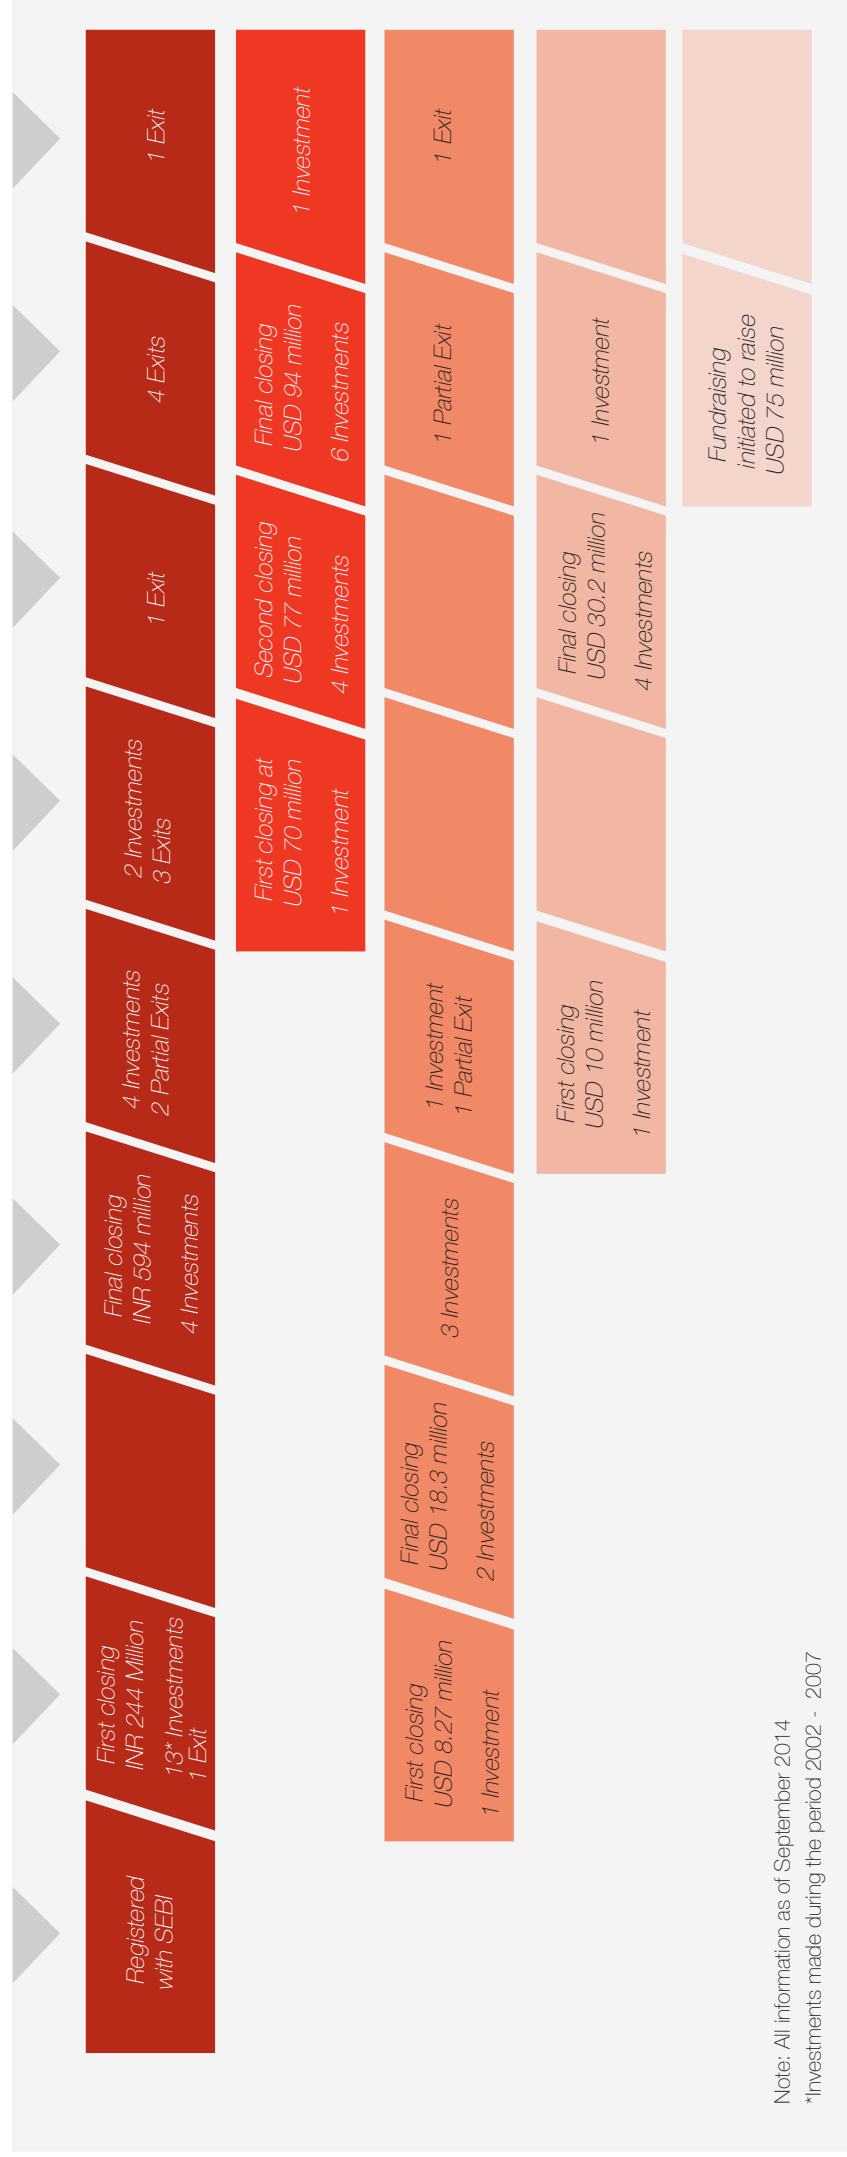 Registered
with SEBI
First closing
INR 244 Million
13* Investments
1 Exit
Final closing
INR 594 million
4 Investments
4 Investments
2 Partial Exits
2 Investments
3 Exits
1 Exit
4 Exits
1 Exit
First closing at
USD 70 million
1 Investment
Second closing
USD 77 million
4 Investments
Final closing
USD 94 million
6 Investments
1 Investment
First closing
USD 8.27 million
1 Investment
Final closing
USD 18.3 million
2 Investments
3 Investments
1 Investment
1 Partial Exit
1 Partial Exit
1 Exit
First closing
USD 10 million
1 Investment
Final closing
USD 30.2 million
4 Investments
1 Investment
Fundraising
initiated to raise
USD 75 million
Note: All information as of September 2014
*Investments made during the period 2002 - 2007